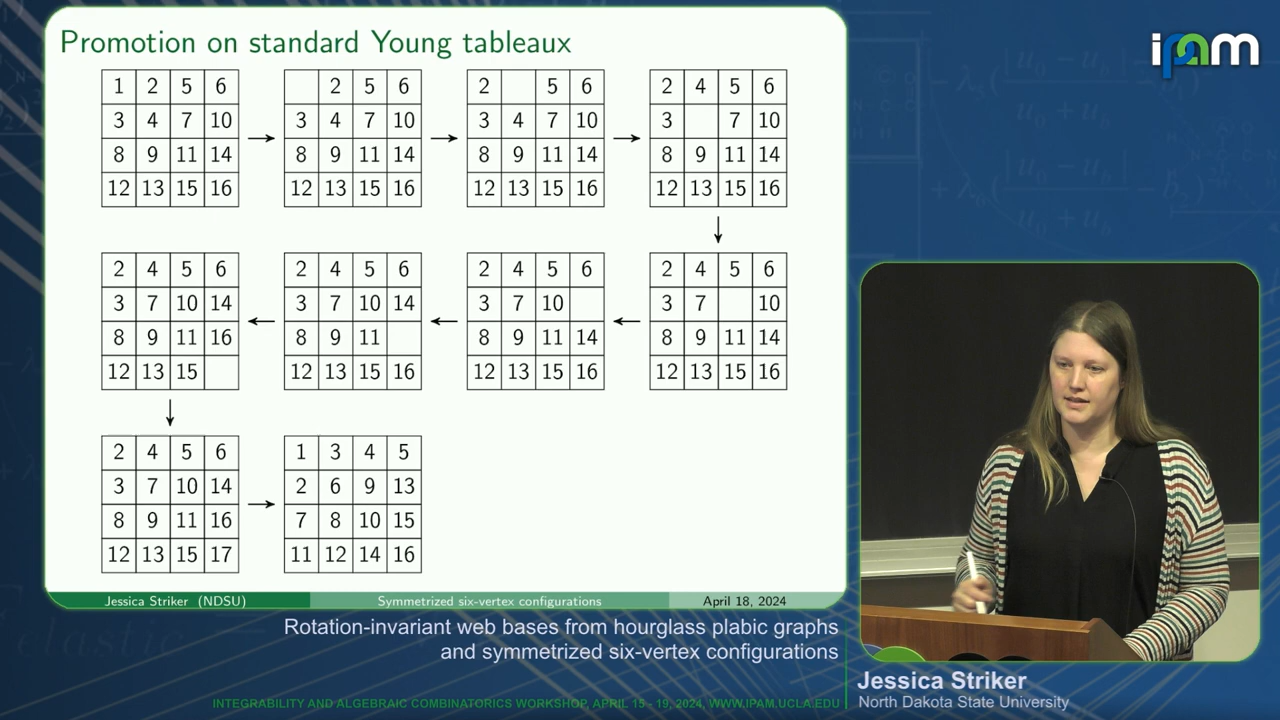 Promotion on standard Young tableaux
1 2 5 6
3 4 7 10
8 9 11 14
12 13 15 16
2 5 6
3 4 7 10
8 9 11 14
12 13 15 16
2 5 6
3 4 7 10
8 9 11 14
12 13 15 16
2 4 5 6
3 7 10
8 9 11 14
12 13 15 16
2 4 5 6
3 7 10 14
8 9 11 16
12 13 15
2 4 5 6
3 7 10 14
8 9 11
12 13 15 16
2 4 5 6
3 7 10
8 9 11 14
12 13 15 16
2 4 5 6
3 7 10
8 9 11 14
12 13 15 16
2 4 5 6
3 7 10 14
8 9 11 16
12 13 15 17
1 3 4 5
2 6 9 13
7 8 10 15
11 12 14 16
Jessica Striker (NDSU) Symmetrized six-vertex configurations April 18, 2024
ipam
Rotation-invariant web bases from hourglass plabic graphs
and symmetrized six-vertex configurations
Jessica Striker
North Dakota State University
INTEGRABILITY AND ALGEBRAIC COMBINATORICS WORKSHOP, APRIL 15 - 19, 2024, WWW.IPAM.UCLA.EDU